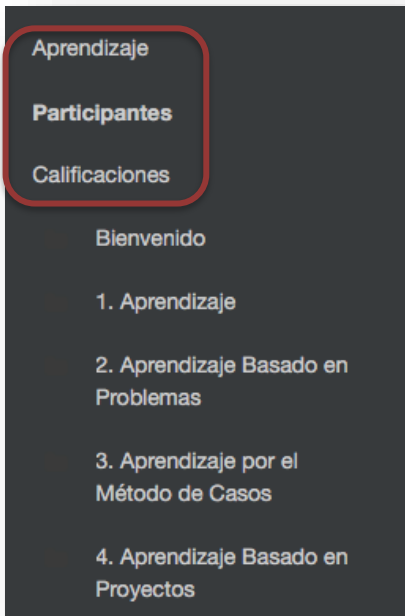 Aprendizaje
Participantes
Calificaciones
Bienvenido
1. Aprendizaje
2. Aprendizaje Basado en
Problemas
3. Aprendizaje por el
Método de Casos
4. Aprendizaje Basado en
Proyectos